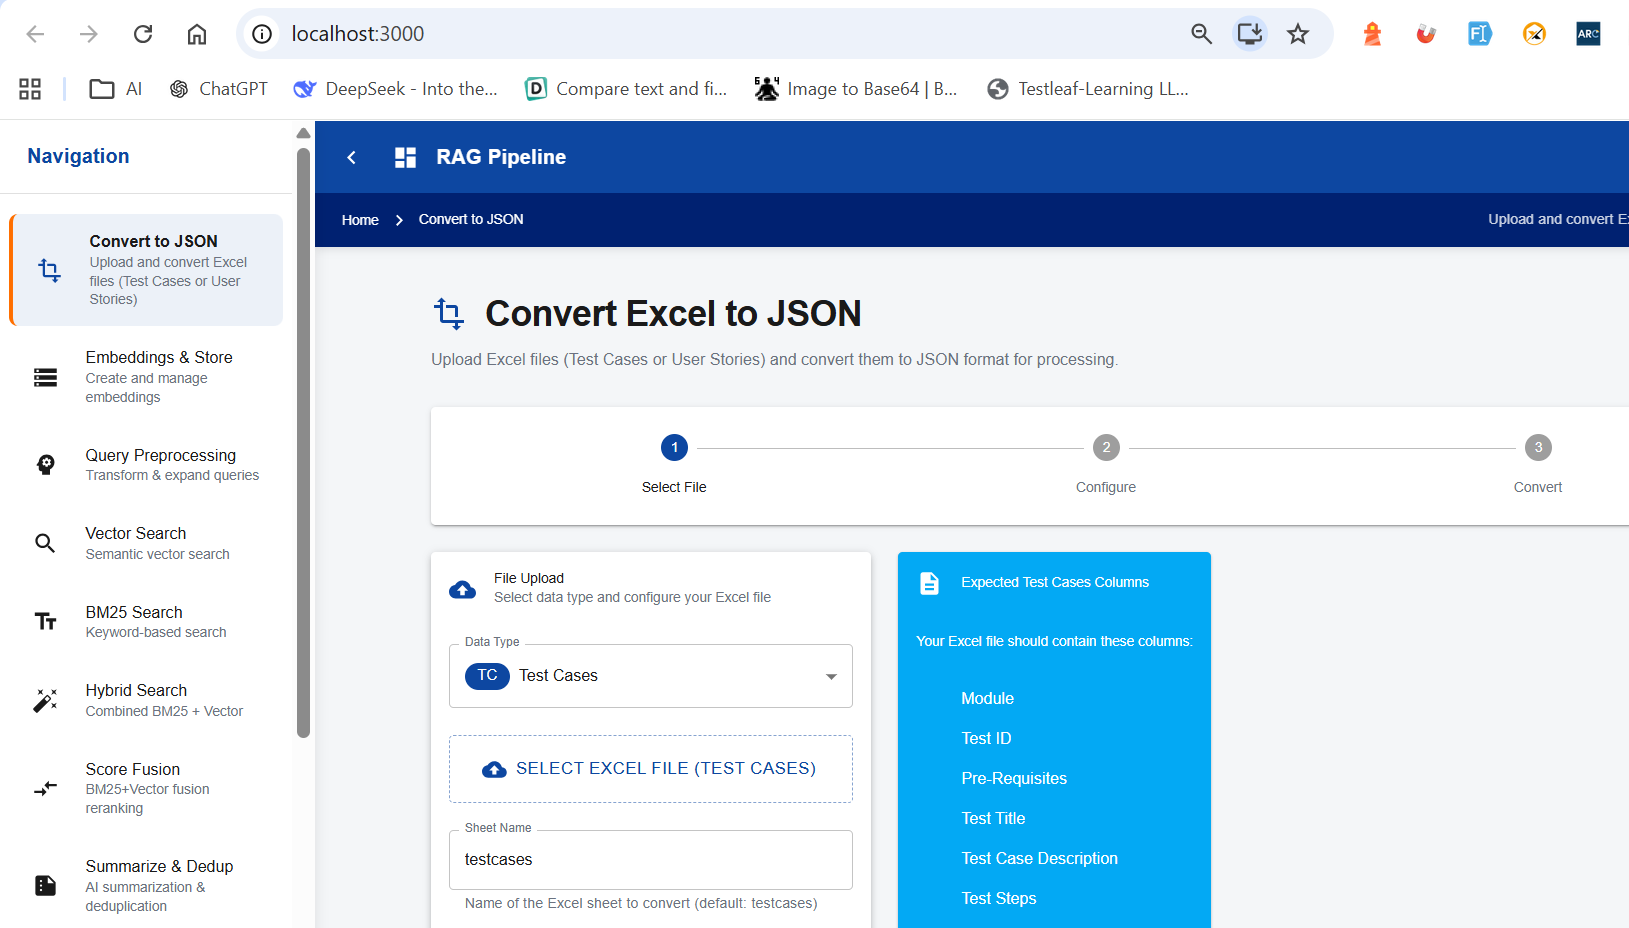 localhost:3000
AI
ChatGPT
DeepSeek - Into the...
Compare text and fi...
Image to Base64 | B...
Testleaf-Learning LL...
FI
ARC
Navigation
RAG Pipeline
Home
Convert to JSON
Upload and convert
Convert to JSON
Upload and convert Excel
files (Test Cases or User
Stories)
Embeddings & Store
Create and manage
embeddings
Query Preprocessing
Transform & expand queries
Vector Search
Semantic vector search
BM25 Search
Keyword-based search
Hybrid Search
Combined BM25 + Vector
Score Fusion
BM25+Vector fusion
reranking
Summarize & Dedup
AI summarization &
deduplication
Convert Excel to JSON
Upload Excel files (Test Cases or User Stories) and convert them to JSON format for processing.
1
2
3
Select File
Configure
Convert
File Upload
Select data type and configure your Excel file
Data Type
TC Test Cases
SELECT EXCEL FILE (TEST CASES)
Sheet Name
testcases
Name of the Excel sheet to convert (default: testcases)
Expected Test Cases Columns
Your Excel file should contain these columns:
Module
Test ID
Pre-Requisites
Test Title
Test Case Description
Test Steps